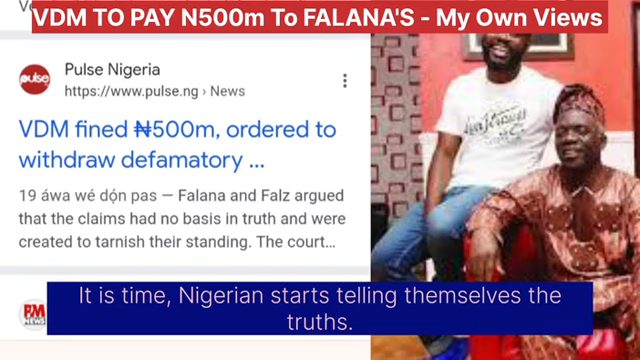 VDM TO PAY N500m To FALANA'S - My Own Views
pulse
Pulse Nigeria
https://www.pulse.ng › News
VDM fined ₦500m, ordered to
withdraw defamatory ...
19 áwa wé dọ́n pas — Falana and Falz argued
that the claims had no basis in truth and were
created to tarnish their standing. The court...
PM
NEWS
It is time, Nigerian starts telling themselves the
truths.